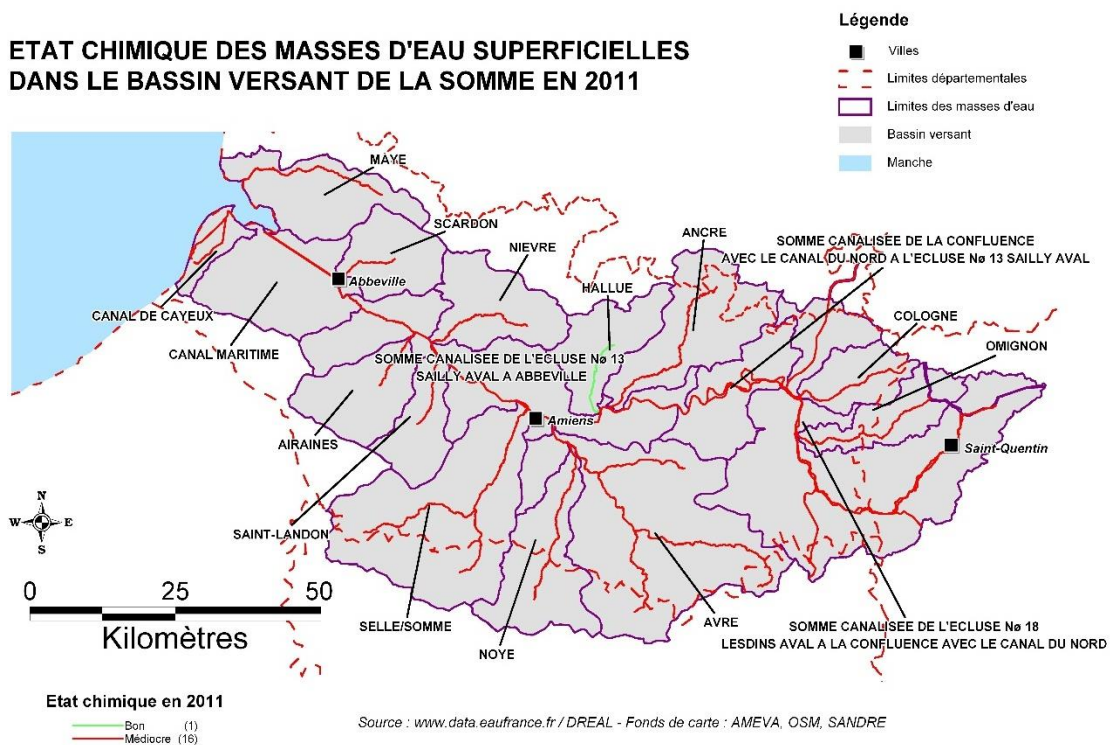 ETAT CHIMIQUE DES MASSES D'EAU SUPERFICIELLES
DANS LE BASSIN VERSANT DE LA SOMME EN 2011
Légende
Villes
Limites départementales
Limites des masses d'eau
Bassin versant
Manche
MAYE
SCARDON
NIEVRE
ANCRE
HALLUE
SOMME CANALISEE DE LA CONFLUENCE
AVEC LE CANAL DU NORD A L'ECLUSE Nø 13 SAILLY AVAL
COLOGNE
OMIGNON
Abbeville
CANAL DE CAYEUX
CANAL MARITIME
SOMME CANALISEE DE L'ECLUSE Nø 13
SAILLY AVAL A ABBEVILLE
AIRAINES
Amiens
Saint-Quentin
SAINT-LANDON
N
W E
S
0 25 50
Kilomètres
SELLE/SOMME
NOYE
AVRE
SOMME CANALISEE DE L'ECLUSE Nø 18
LESDINS AVAL A LA CONFLUENCE AVEC LE CANAL DU NORD
Etat chimique en 2011
Bon (1)
Médiocre (16)
Source : www.data.eaufrance.fr / DREAL - Fonds de carte : AMEVA, OSM, SANDRE